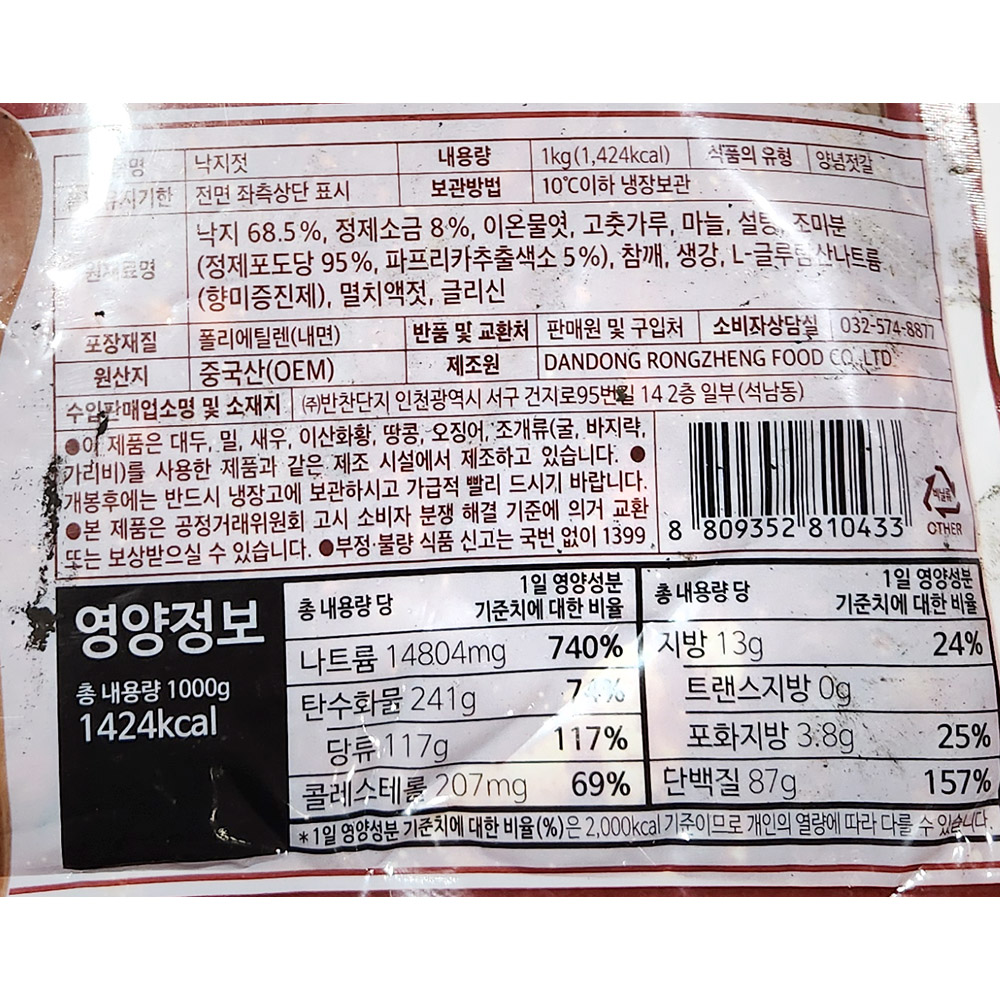 낙지젓 내용량 1kg(1,424kcal) 식품의 유형 양념젓갈
전면 좌측상단 표시 보관방법 10℃이하 냉장보관
원재료명 낙지 68.5%, 정제소금 8%, 이온물엿, 고춧가루, 마늘, 설탕, 조미분
(정제포도당 95%, 파프리카추출색소 5%), 참깨, 생강, L-글루탐산나트륨
(향미증진제), 멸치액젓, 글리신
포장재질 폴리에틸렌(내면) 반품 및 교환처 판매원 및 구입처 소비자상담실 032-574-8877
원산지 중국산(OEM) 제조원 DANDONG RONGZHENG FOOD CO.,LTD
수입판매업소명 및 소재지 ㈜반찬단지 인천광역시 서구 건지로95번길 14 2층 일부(석남동)
●이 제품은 대두, 밀, 새우, 이산화황, 땅콩, 오징어, 조개류(굴, 바지락,
가리비)를 사용한 제품과 같은 제조 시설에서 제조하고 있습니다. ●
개봉후에는 반드시 냉장고에 보관하시고 가급적 빨리 드시기 바랍니다.
●본 제품은 공정거래위원회 고시 소비자 분쟁 해결 기준에 의거 교환
또는 보상받으실 수 있습니다. ●부정·불량 식품 신고는 국번 없이 1399
8 809352 810433
비닐류
OTHER
영양정보
총 내용량 1000g
1424kcal
총 내용량 당 1일 영양성분 기준치에 대한 비율
나트륨 14804mg 740%
탄수화물 241g
당류 117g 117%
콜레스테롤 207mg 69%
총 내용량 당 1일 영양성분 기준치에 대한 비율
지방 13g 24%
트랜스지방 0g
포화지방 3.8g 25%
단백질 87g 157%
*1일 영양성분 기준치에 대한 비율(%)은 2,000kcal 기준이므로 개인의 열량에 따라 다를 수 있습니다.